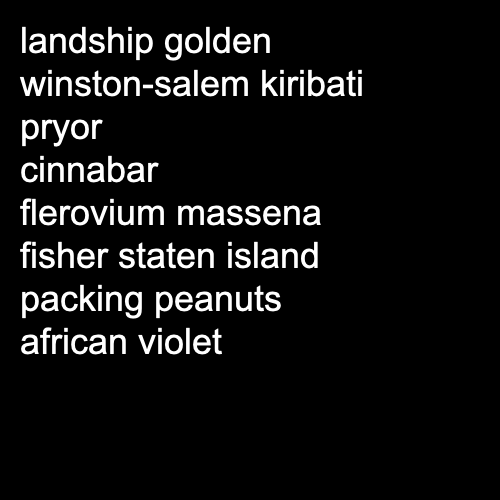 landship golden
winston-salem kiribati
pryor
cinnabar
flerovium massena
fisher staten island
packing peanuts
african violet